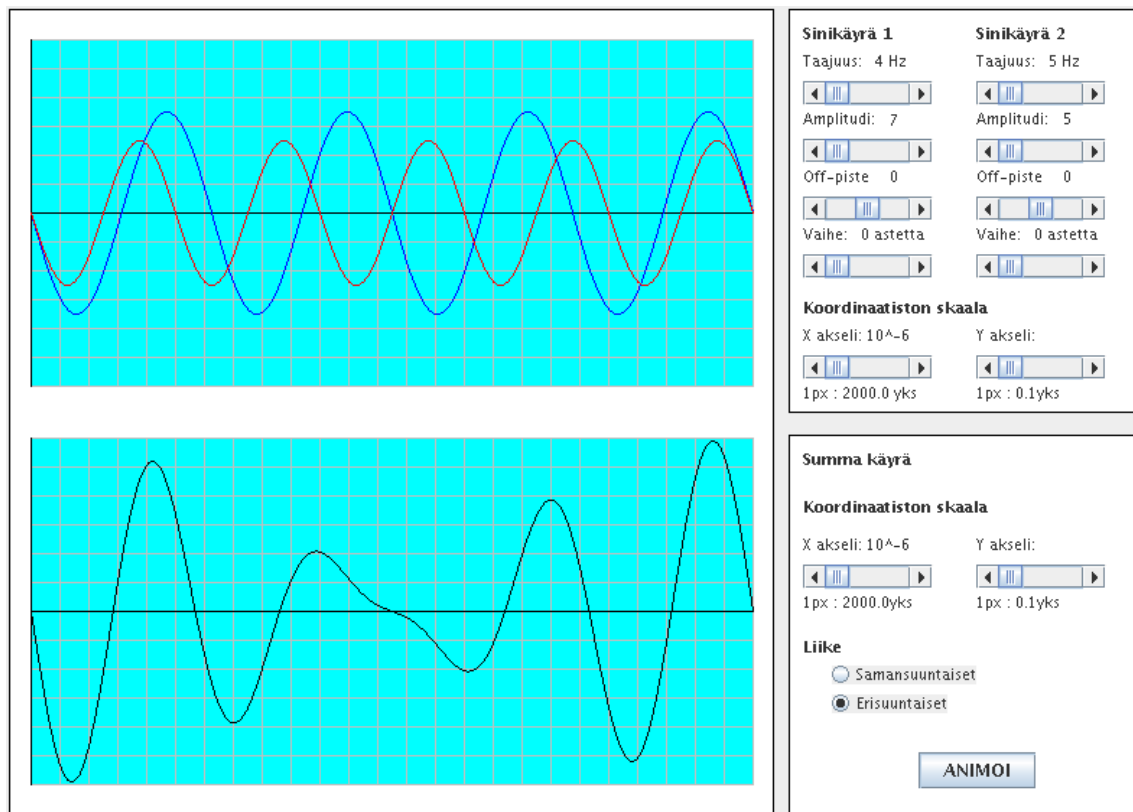 Sinikäyrä 1 Sinikäyrä 2
Taajuus: 4 Hz Taajuus: 5 Hz
Amplitudi: 7 Amplitudi: 5
Off-piste 0 Off-piste 0
Vaihe: 0 astetta Vaihe: 0 astetta
Koordinaatiston skaala
X akseli: 10^-6 Y akseli:
1px : 2000.0 yks 1px : 0.1yks
Summa käyrä
Koordinaatiston skaala
X akseli: 10^-6 Y akseli:
1px : 2000.0yks 1px : 0.1yks
Liike
Samansuuntaiset
Erisuuntaiset
ANIMOI